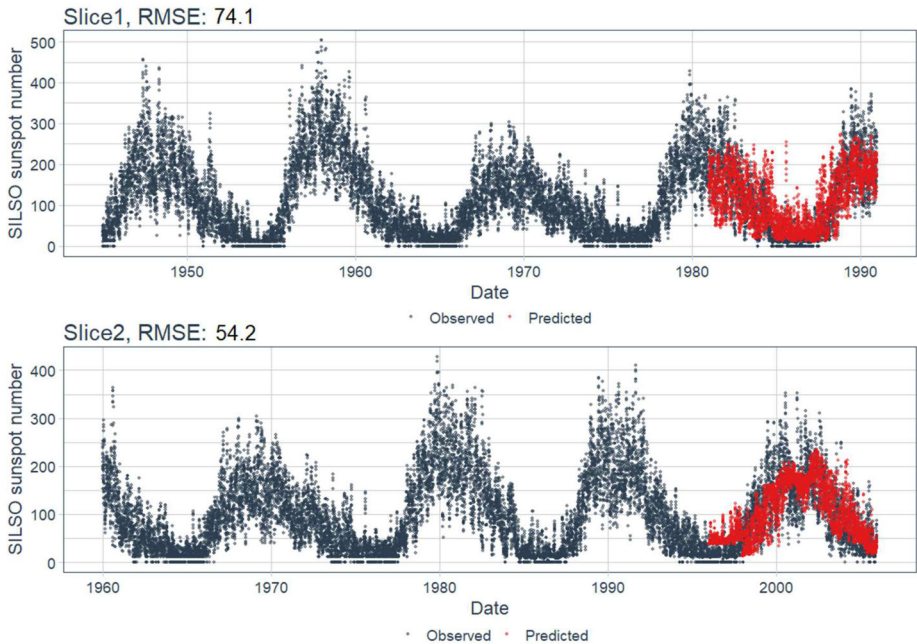 Slice1, RMSE: 74.1
SILSO sunspot number
500
400
300
200
100
0
1950 1960 1970 1980 1990
Date
Observed Predicted
Slice2, RMSE: 54.2
SILSO sunspot number
400
300
200
100
0
1960 1970 1980 1990 2000
Date
Observed Predicted